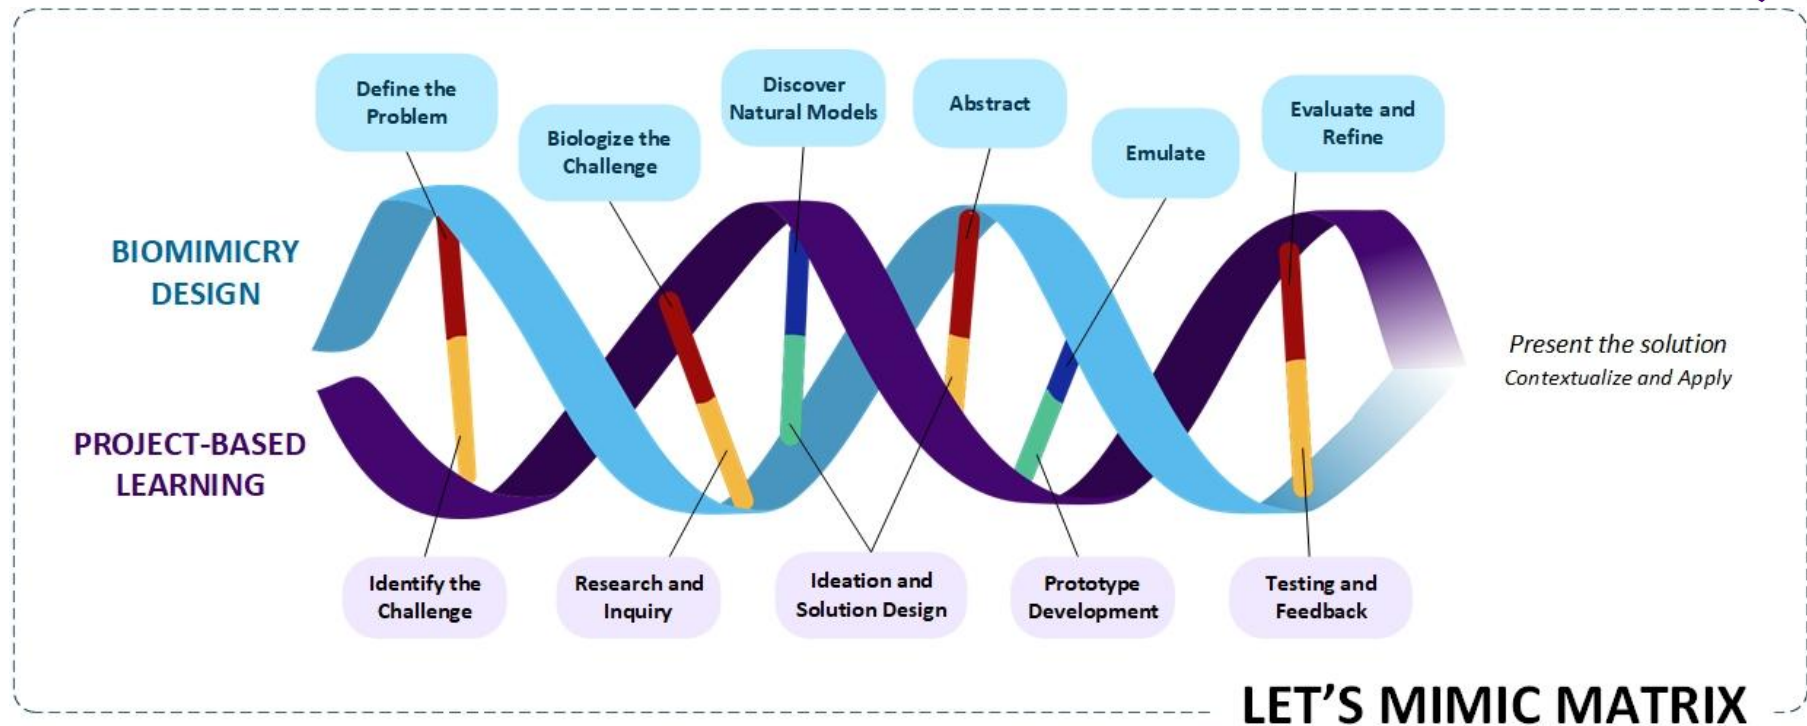 Define the
Problem
Biologize the
Challenge
Discover
Natural Models
Abstract
Emulate
Evaluate and
Refine
BIOMIMICRY
DESIGN
PROJECT-BASED
LEARNING
Present the solution
Contextualize and Apply
Identify the
Challenge
Research and
Inquiry
Ideation and
Solution Design
Prototype
Development
Testing and
Feedback
LET’S MIMIC MATRIX